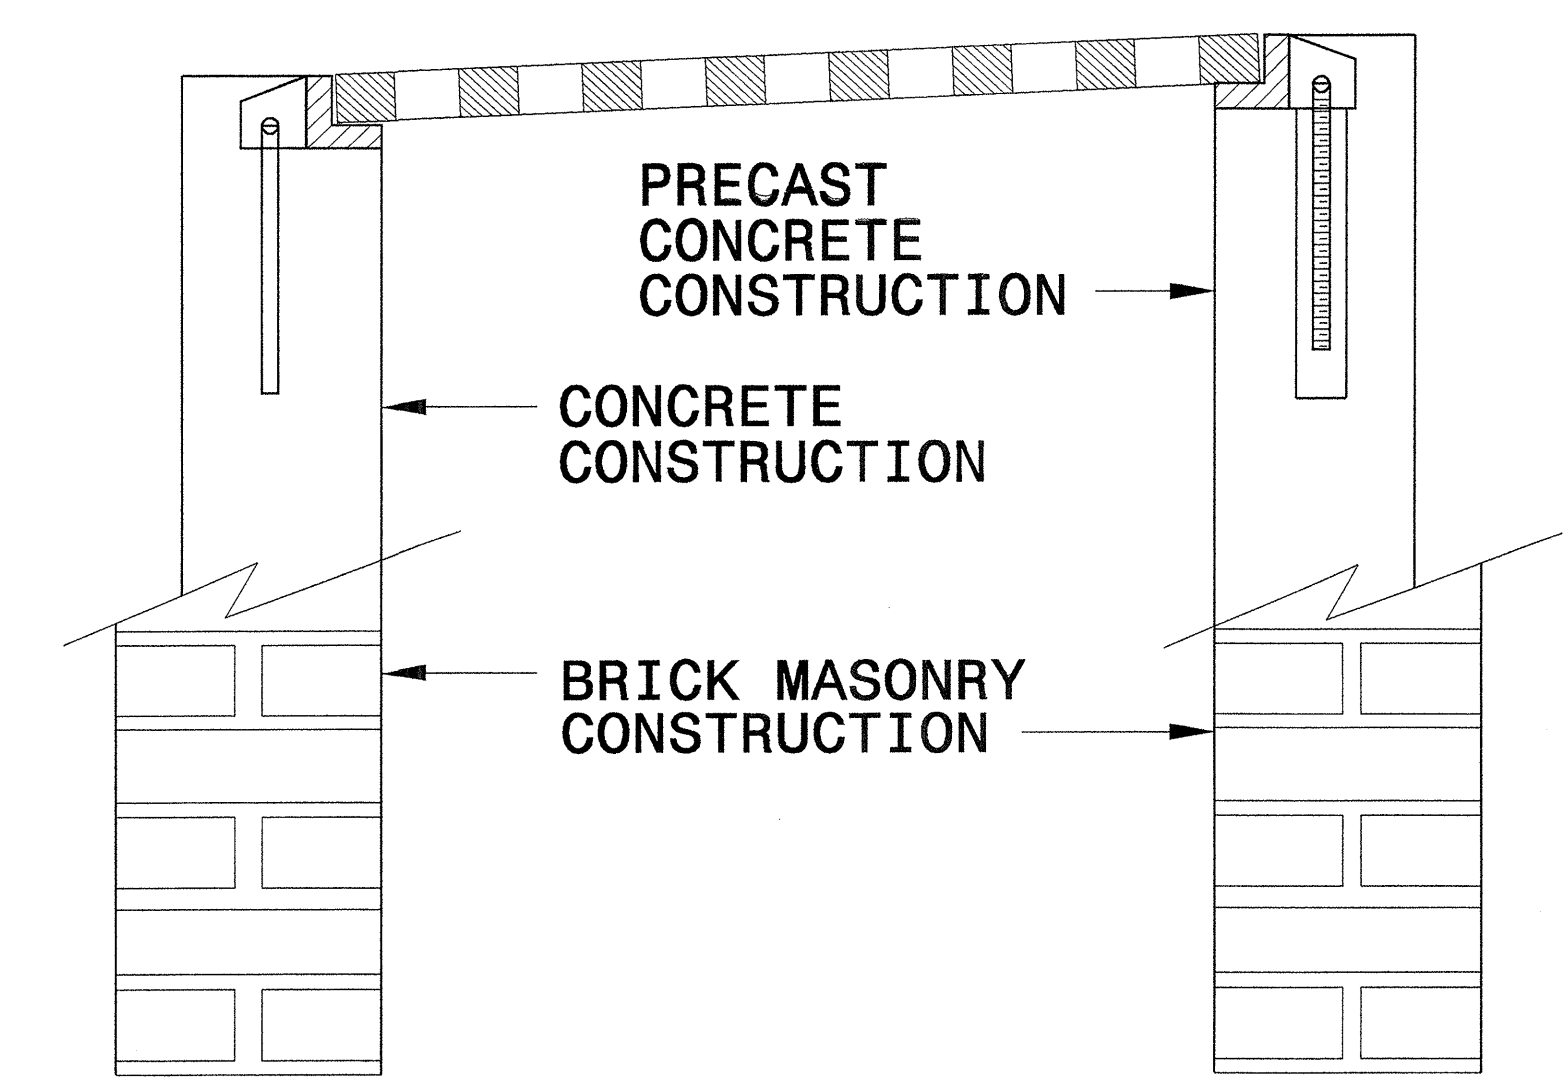 PRECAST
CONCRETE
CONSTRUCTION
CONCRETE
CONSTRUCTION
BRICK MASONRY
CONSTRUCTION